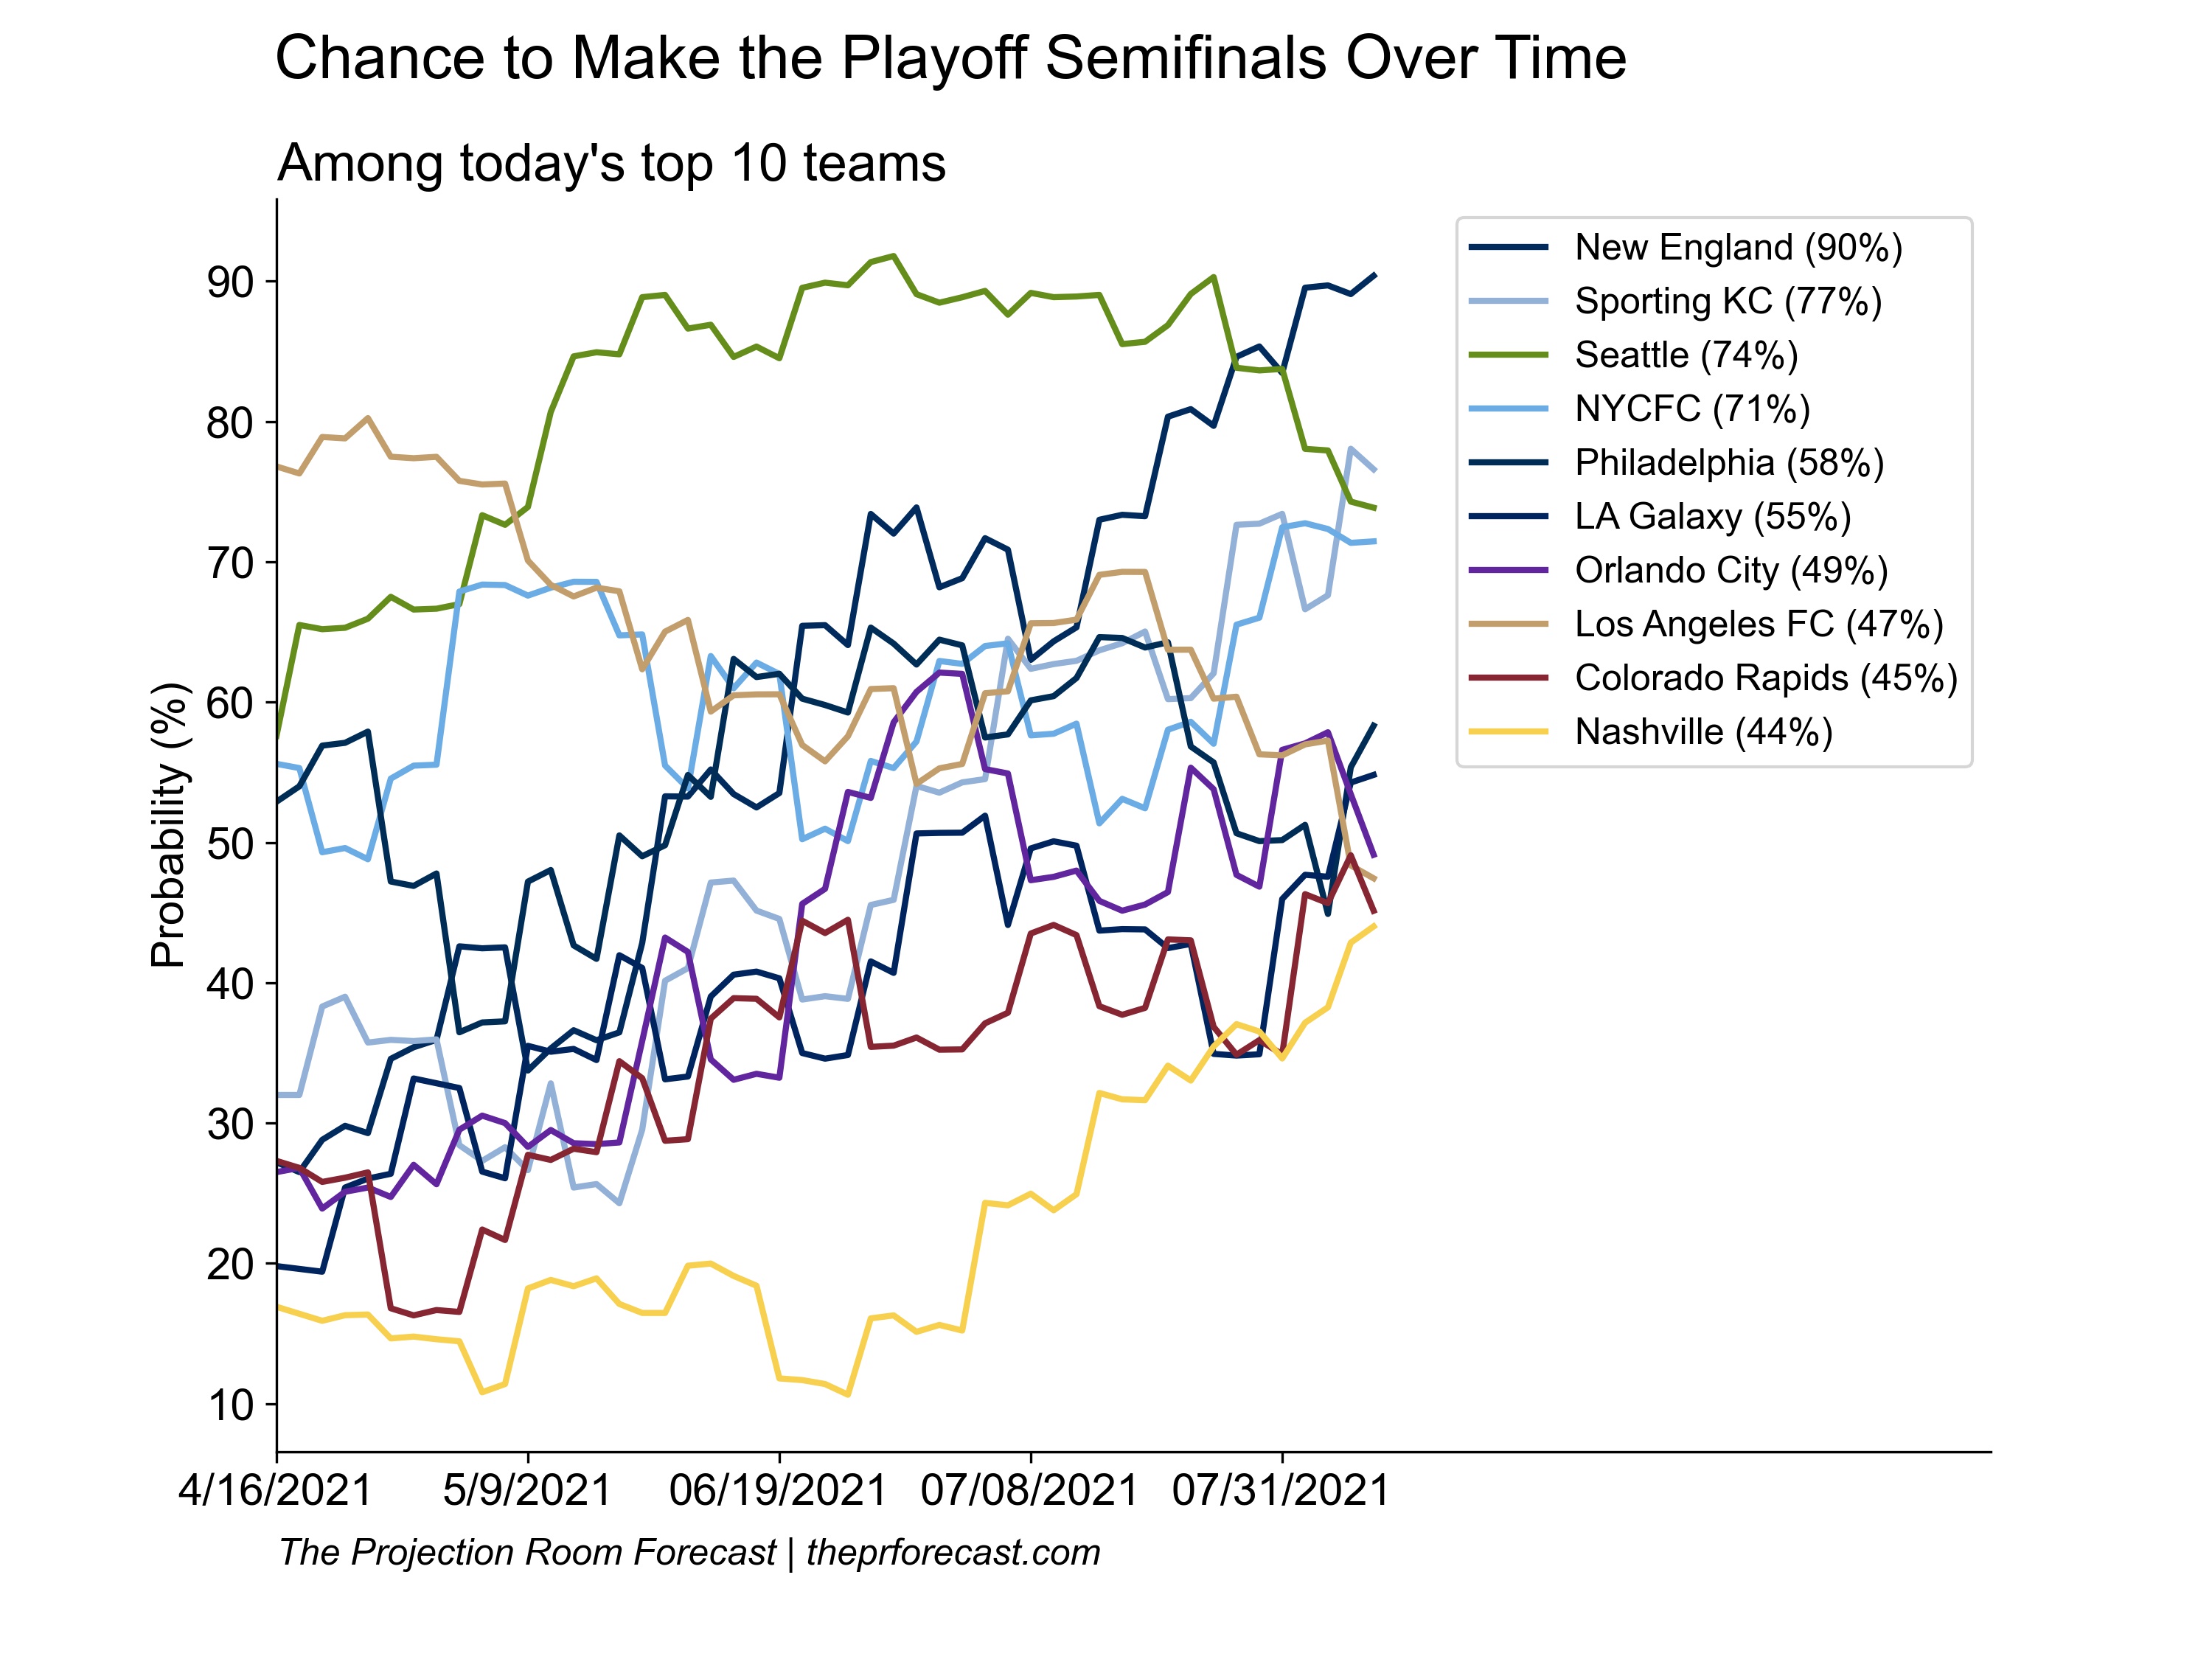 Chance to Make the Playoff Semifinals Over Time
Among today's top 10 teams
New England (90%)
Sporting KC (77%)
Seattle (74%)
NYCFC (71%)
Philadelphia (58%)
LA Galaxy (55%)
Orlando City (49%)
Los Angeles FC (47%)
Colorado Rapids (45%)
Nashville (44%)
Probability (%)
90
80
70
60
50
40
30
20
10
4/16/2021 5/9/2021 06/19/2021 07/08/2021 07/31/2021
The Projection Room Forecast | theprforecast.com